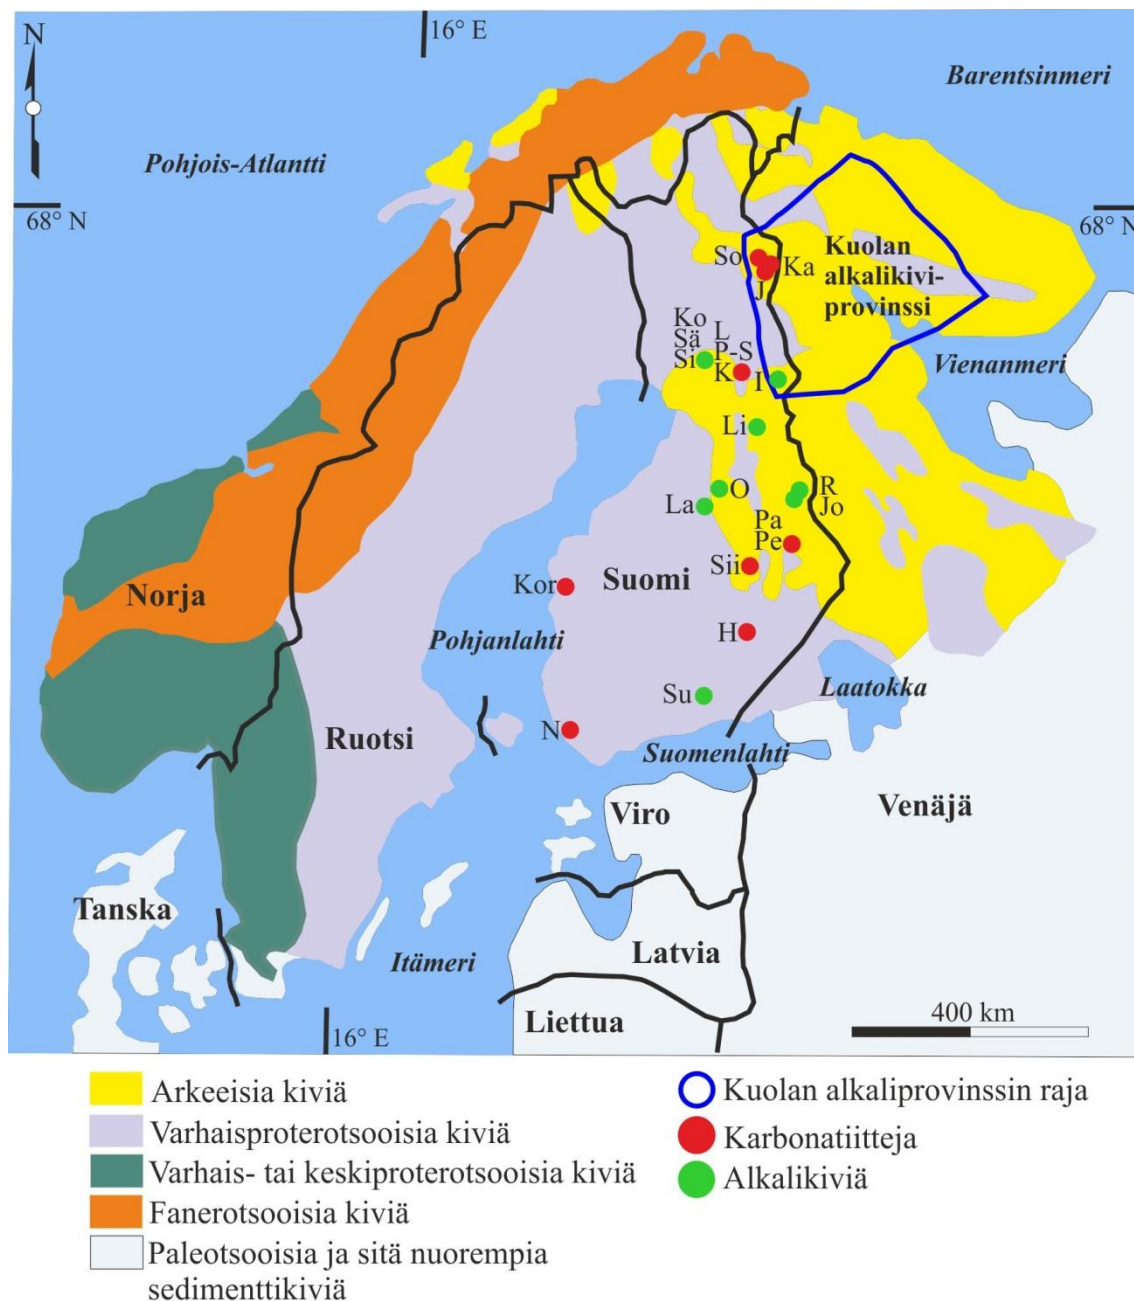 16° E
N
Barentsinmeri
Pohjois-Atlantti
68° N
68° N
Kuolan
alkalikivi-
provinssi
So
Ka
J
Vienanmeri
Ko
Sä
Si
L
P-S
K
I
Li
O
La
R
Jo
Pa
Pe
Sii
Suomi
Kor
Norja
Pohjanlahti
H
Laatokka
Su
Ruotsi
N
Suomenlahti
Viro
Venäjä
Tanska
Latvia
Itämeri
Liettua
400 km
16° E
Arkeeisia kiviä
Varhaisproterotsooisia kiviä
Varhais- tai keskiproterotsooisia kiviä
Fanerotsooisia kiviä
Paleotsooisia ja sitä nuorempia
sedimenttikiviä
Kuolan alkaliprovinssin raja
Karbonatiitteja
Alkalikiviä